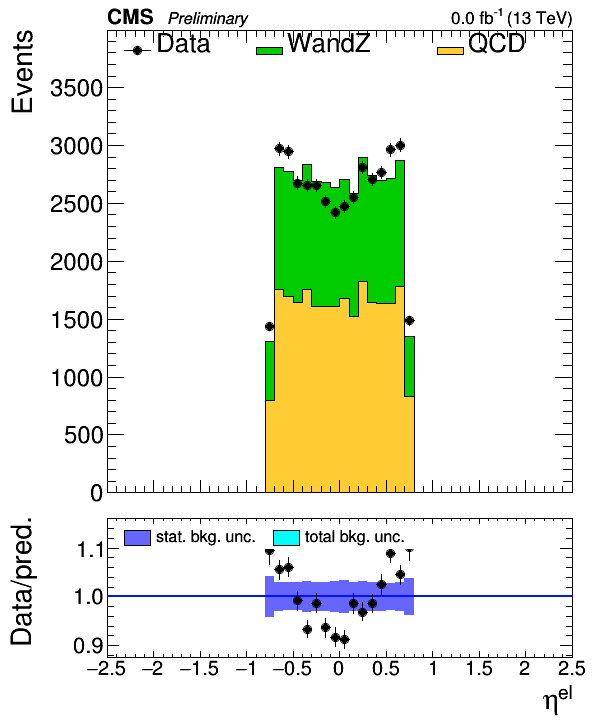 CMS Preliminary 0.0 fb⁻¹ (13 TeV)
Data WandZ QCD
Events
3500
3000
2500
2000
1500
1000
500
0
stat. bkg. unc. total bkg. unc.
Data/pred.
1.1
1.0
0.9
−2.5 −2 −1.5 −1 −0.5 0 0.5 1 1.5 2 2.5
η^el